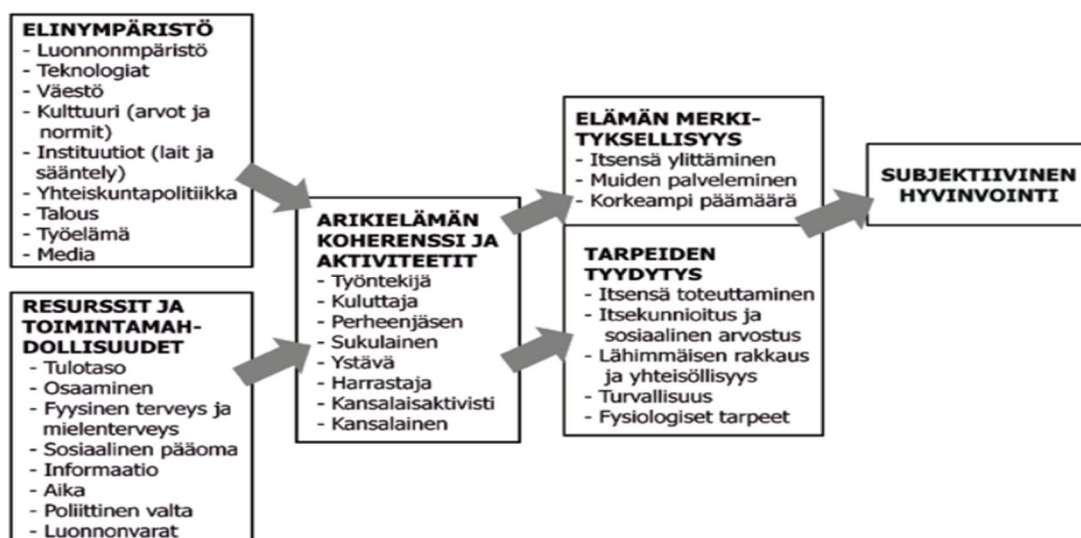 ELINYMPÄRISTÖ
- Luonnonmpäristö
- Teknologiat
- Väestö
- Kulttuuri (arvot ja
normit)
- Instituutiot (lait ja
sääntely)
- Yhteiskuntapolitiikka
- Talous
- Työelämä
- Media
RESURSSIT JA
TOIMINTAMAH-
DOLLISUUDET
- Tulotaso
- Osaaminen
- Fyysinen terveys ja
mielenterveys
- Sosiaalinen pääoma
- Informaatio
- Aika
- Poliittinen valta
- Luonnonvarat
ARIKIELÄMÄN
KOHERENSSI JA
AKTIVITEETIT
- Työntekijä
- Kuluttaja
- Perheenjäsen
- Sukulainen
- Ystävä
- Harrastaja
- Kansalaisaktivisti
- Kansalainen
ELÄMÄN MERKI-
TYKSELLISYYS
- Itsensä ylittäminen
- Muiden palveleminen
- Korkeampi päämäärä
TARPEIDEN
TYYDYTYS
- Itsensä toteuttaminen
- Itsekunnioitus ja
sosiaalinen arvostus
- Lähimmäisen rakkaus
ja yhteisöllisyys
- Turvallisuus
- Fysiologiset tarpeet
SUBJEKTIIVINEN
HYVINVOINTI